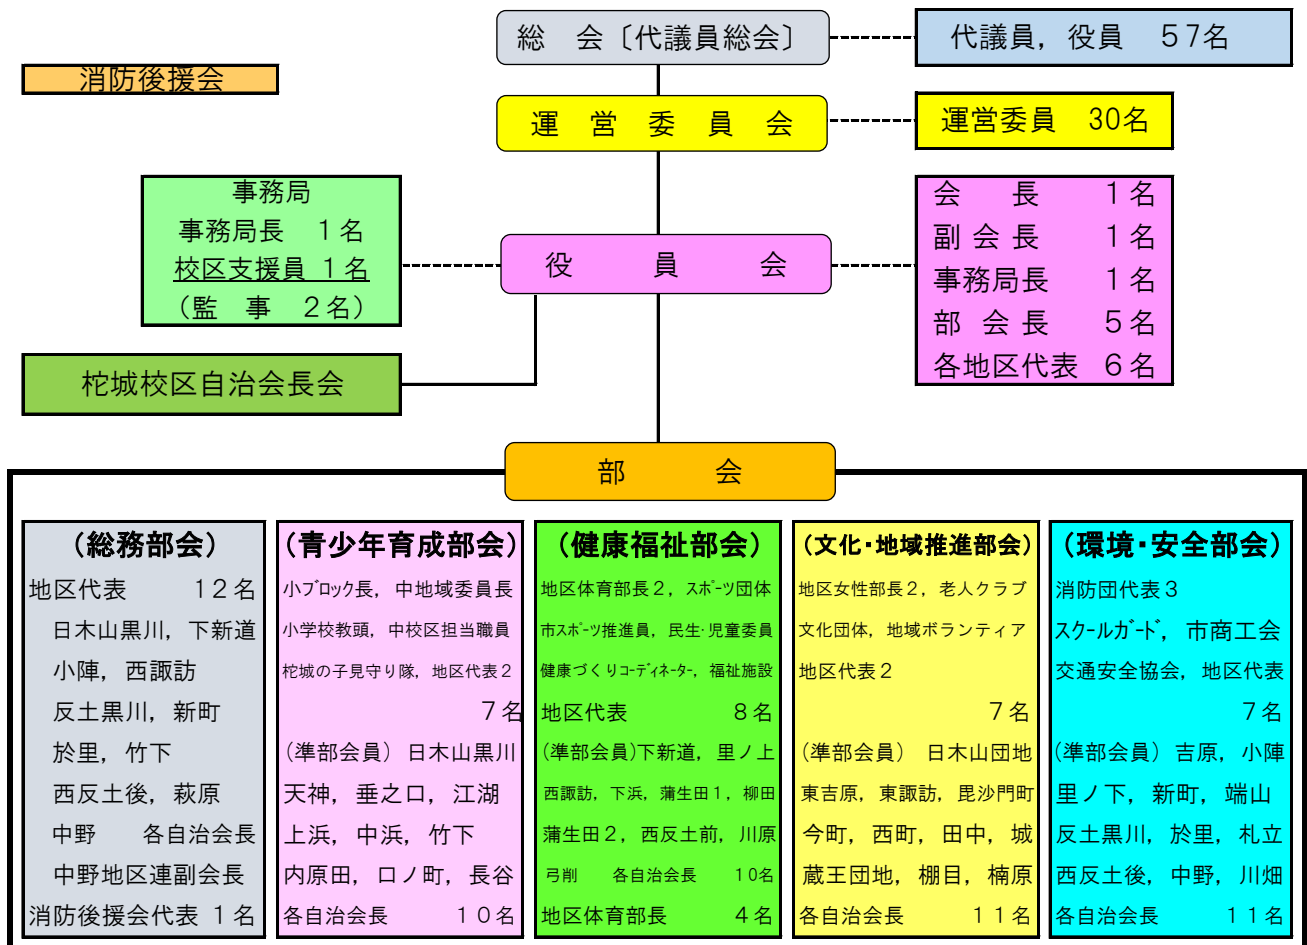 総　会〔代議員総会〕
代議員，役員　５７名
消防後援会
運　営　委　員　会
運営委員　30名
事務局
事務局長　１名
校区支援員 １名
（監　事　２名）
役　　員　　会
会　　長　　１名
副 会 長　　１名
事務局長　　１名
部 会 長　　５名
各地区代表　６名
柁城校区自治会長会
部　　会
（総務部会）
地区代表　　１２名
日木山黒川，下新道
小陣，西諏訪
反土黒川，新町
於里，竹下
西反土後，萩原
中野　各自治会長
中野地区連副会長
消防後援会代表 １名
（青少年育成部会）
小ブロック長，中地域委員長
小学校教頭，中校区担当職員
柁城の子見守り隊，地区代表２
７名
（準部会員）日木山黒川
天神，垂之口，江湖
上浜，中浜，竹下
内原田，口ノ町，長谷
各自治会長　　１０名
（健康福祉部会）
地区体育部長２，スポーツ団体
市スポーツ推進員，民生・児童委員
健康づくりコーディネーター，福祉施設
地区代表　　８名
（準部会員）下新道，里ノ上
西諏訪，下浜，蒲生田１，柳田
蒲生田２，西反土前，川原
弓削　各自治会長　１０名
地区体育部長　　４名
（文化・地域推進部会）
地区女性部長２，老人クラブ
文化団体，地域ボランティア
地区代表２
７名
（準部会員）　日木山団地
東吉原，東諏訪，毘沙門町
今町，西町，田中，城
蔵王団地，棚目，楠原
各自治会長　　１１名
（環境・安全部会）
消防団代表３
スクールガード，市商工会
交通安全協会，地区代表
７名
（準部会員）吉原，小陣
里ノ下，新町，端山
反土黒川，於里，札立
西反土後，中野，川畑
各自治会長　　１１名